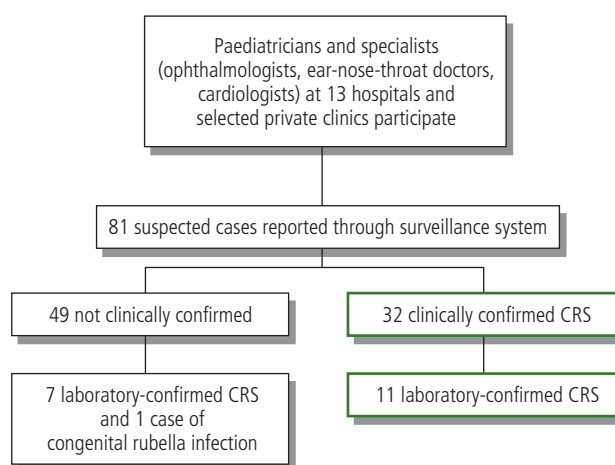 Paediatricians and specialists
(ophthalmologists, ear-nose-throat doctors,
cardiologists) at 13 hospitals and
selected private clinics participate
81 suspected cases reported through surveillance system
49 not clinically confirmed
32 clinically confirmed CRS
7 laboratory-confirmed CRS
and 1 case of
congenital rubella infection
11 laboratory-confirmed CRS